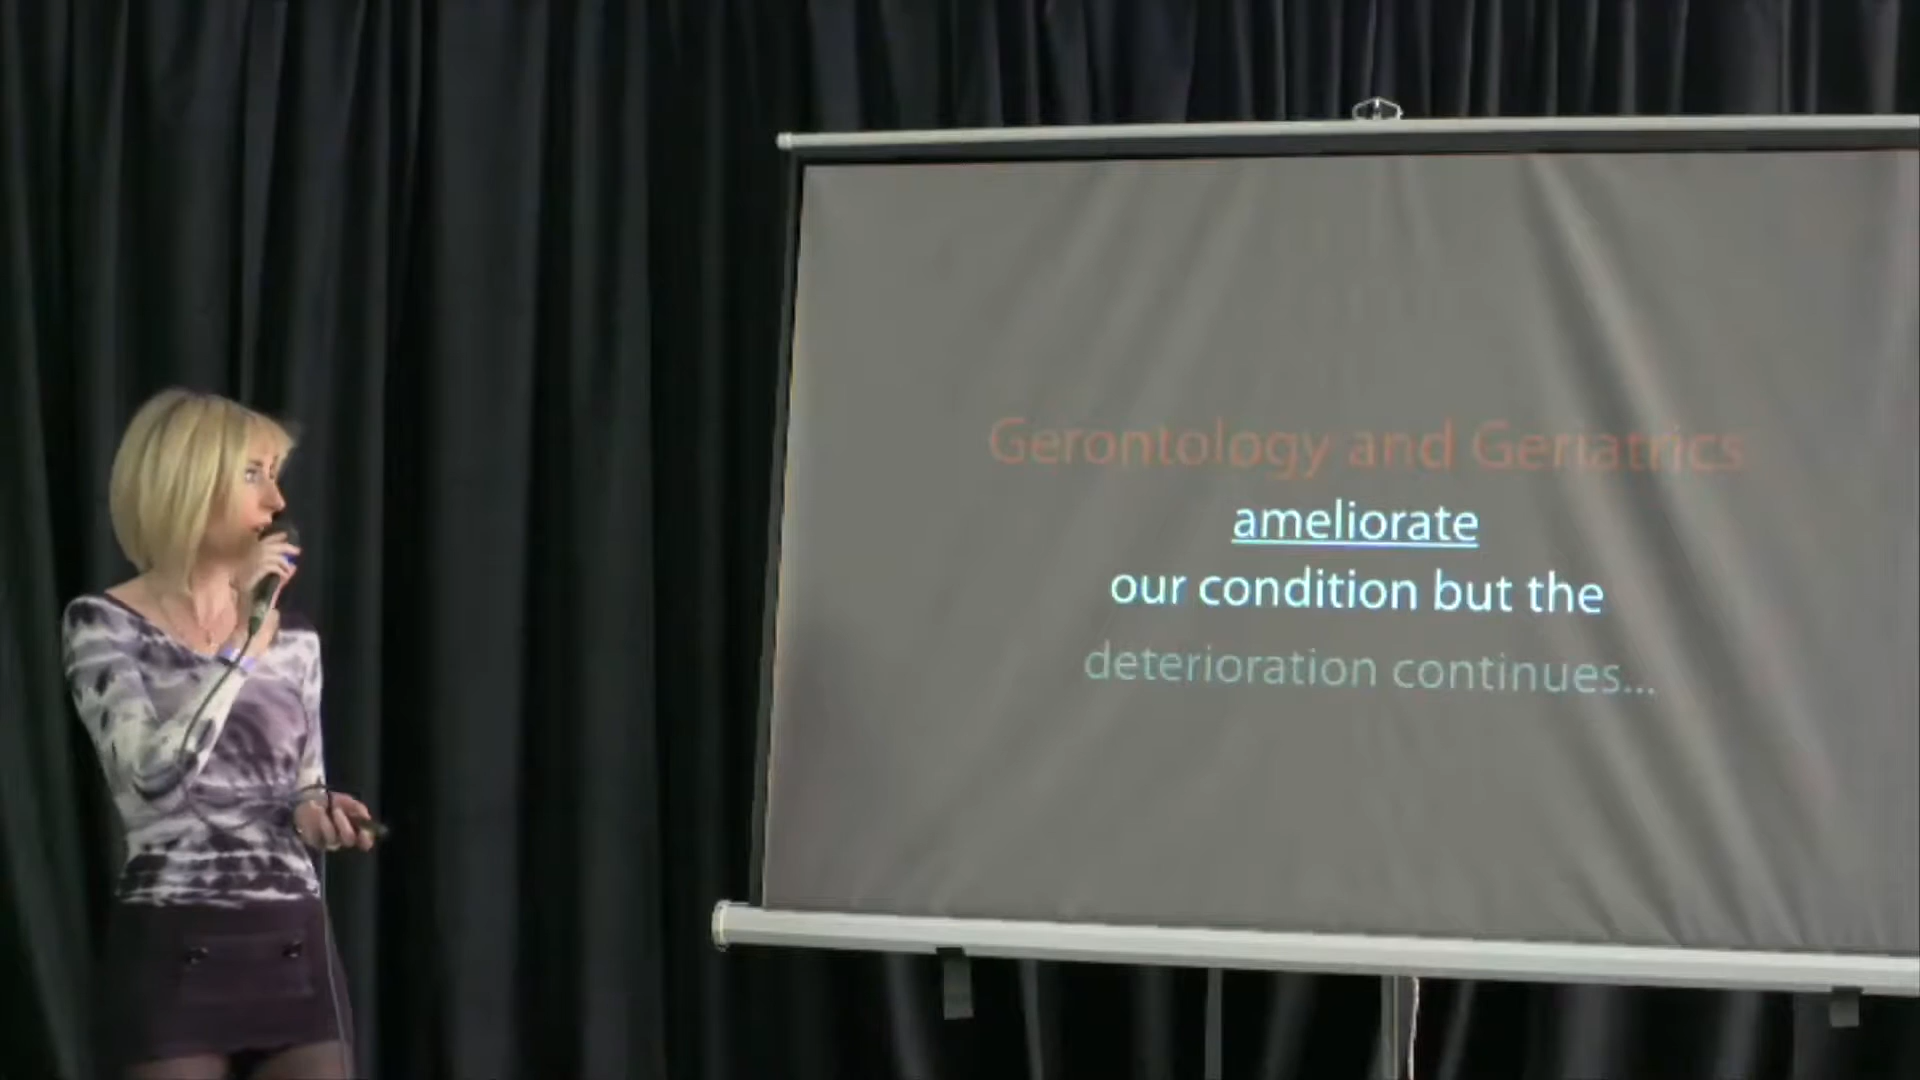 Gerontology and Geriatrics
ameliorate
our condition but the
deterioration continues...